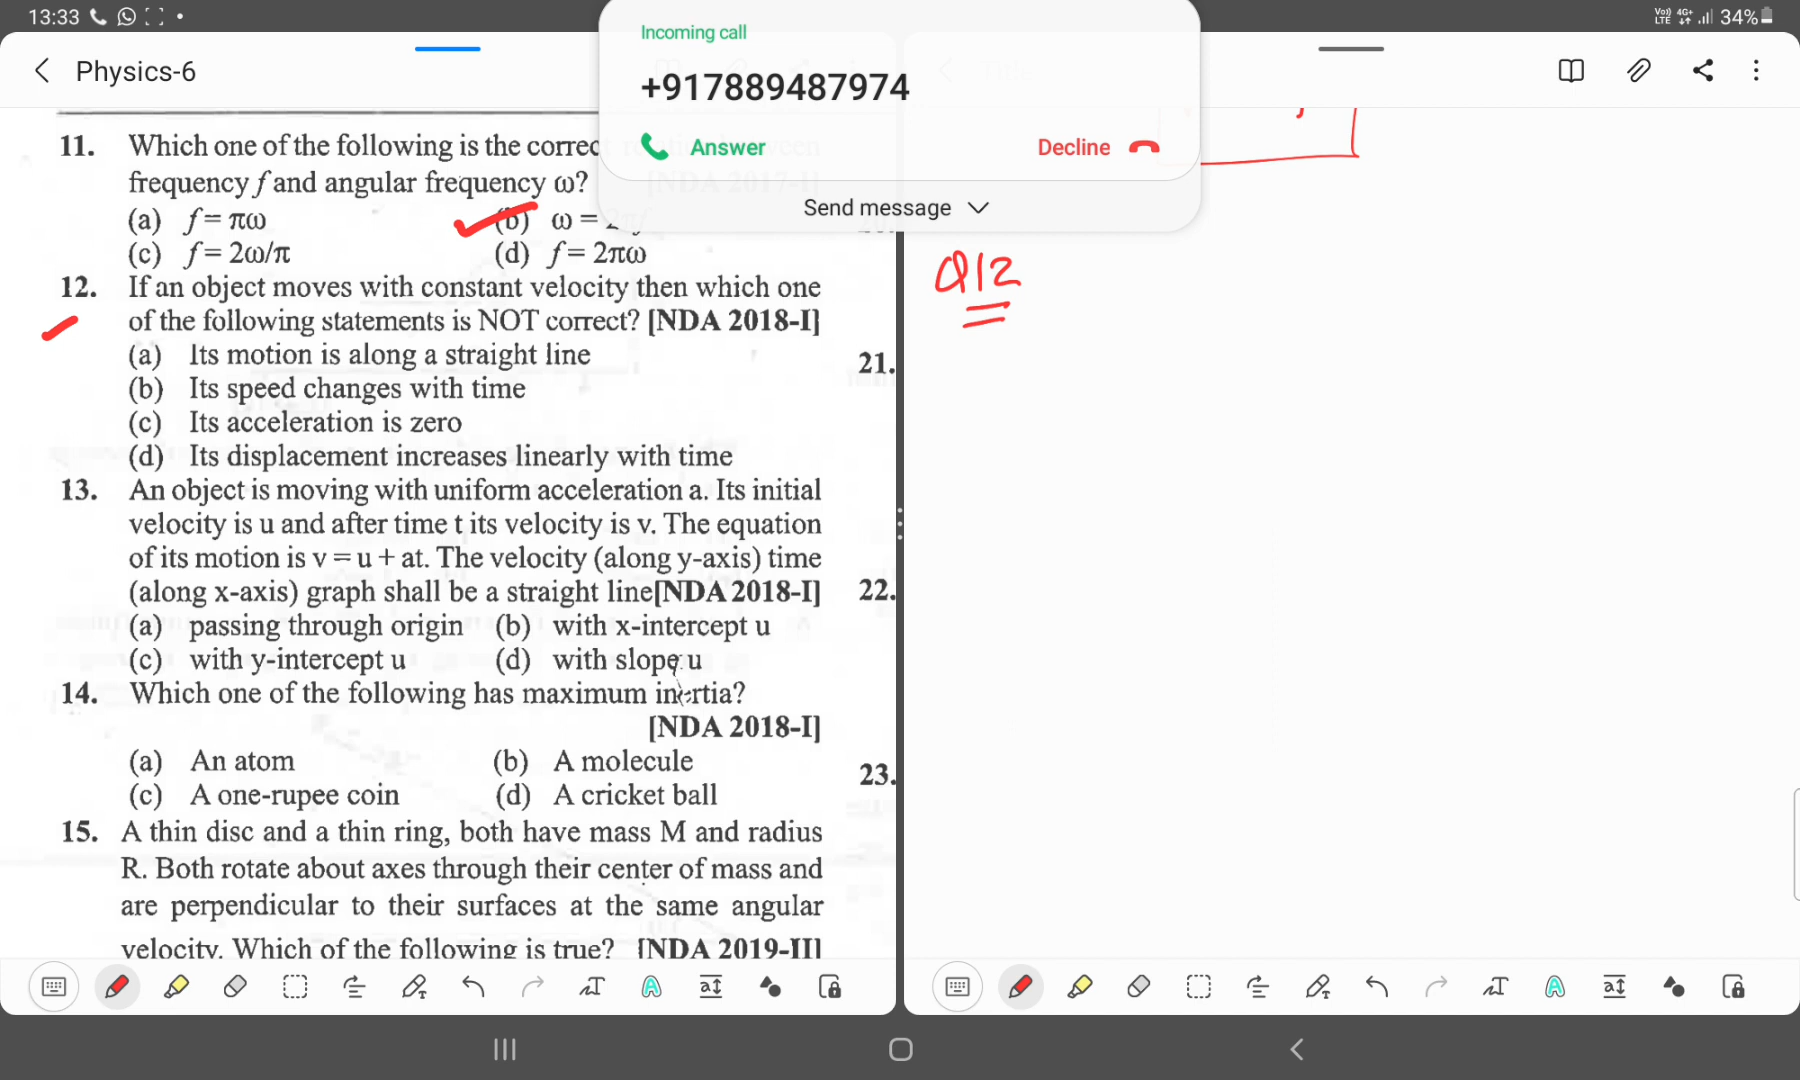 13:33
Vo)) LTE 4G+ 34%
Physics-6
Incoming call
+917889487974
Answer
Decline
Send message
11. Which one of the following is the correct
frequency f and angular frequency ω? [NDA 2017-I]
(a) f = πω (b) ω = 2πf
(c) f = 2ω/π (d) f = 2πω
12. If an object moves with constant velocity then which one
of the following statements is NOT correct? [NDA 2018-I]
(a) Its motion is along a straight line
(b) Its speed changes with time
(c) Its acceleration is zero
(d) Its displacement increases linearly with time
13. An object is moving with uniform acceleration a. Its initial
velocity is u and after time t its velocity is v. The equation
of its motion is v = u + at. The velocity (along y-axis) time
(along x-axis) graph shall be a straight line[NDA 2018-I]
(a) passing through origin (b) with x-intercept u
(c) with y-intercept u (d) with slope u
14. Which one of the following has maximum inertia?
[NDA 2018-I]
(a) An atom (b) A molecule
(c) A one-rupee coin (d) A cricket ball
15. A thin disc and a thin ring, both have mass M and radius
R. Both rotate about axes through their center of mass and
are perpendicular to their surfaces at the same angular
velocity. Which of the following is true? [NDA 2019-III]
21.
22.
23.
Q12